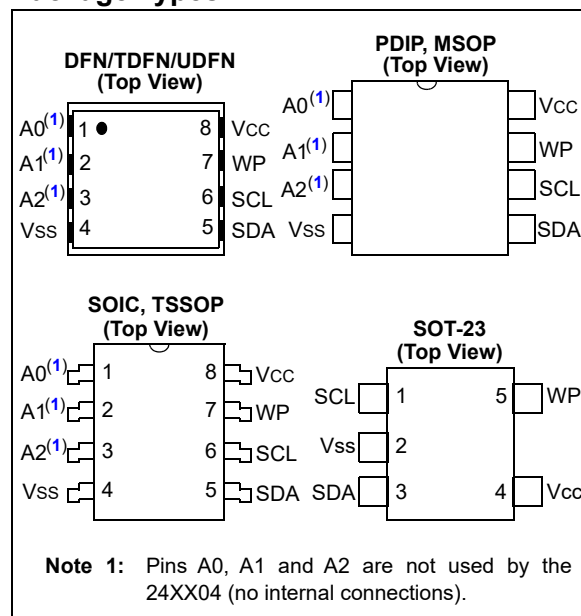 DFN/TDFN/UDFN
(Top View)
A0(1) 1 8 VCC
A1(1) 2 7 WP
A2(1) 3 6 SCL
VSS 4 5 SDA
PDIP, MSOP
(Top View)
A0(1) VCC
A1(1) WP
A2(1) SCL
VSS SDA
SOIC, TSSOP
(Top View)
A0(1) 1 8 VCC
A1(1) 2 7 WP
A2(1) 3 6 SCL
VSS 4 5 SDA
SOT-23
(Top View)
SCL 1 5 WP
Vss 2
SDA 3 4 Vcc
Note 1: Pins A0, A1 and A2 are not used by the
24XX04 (no internal connections).